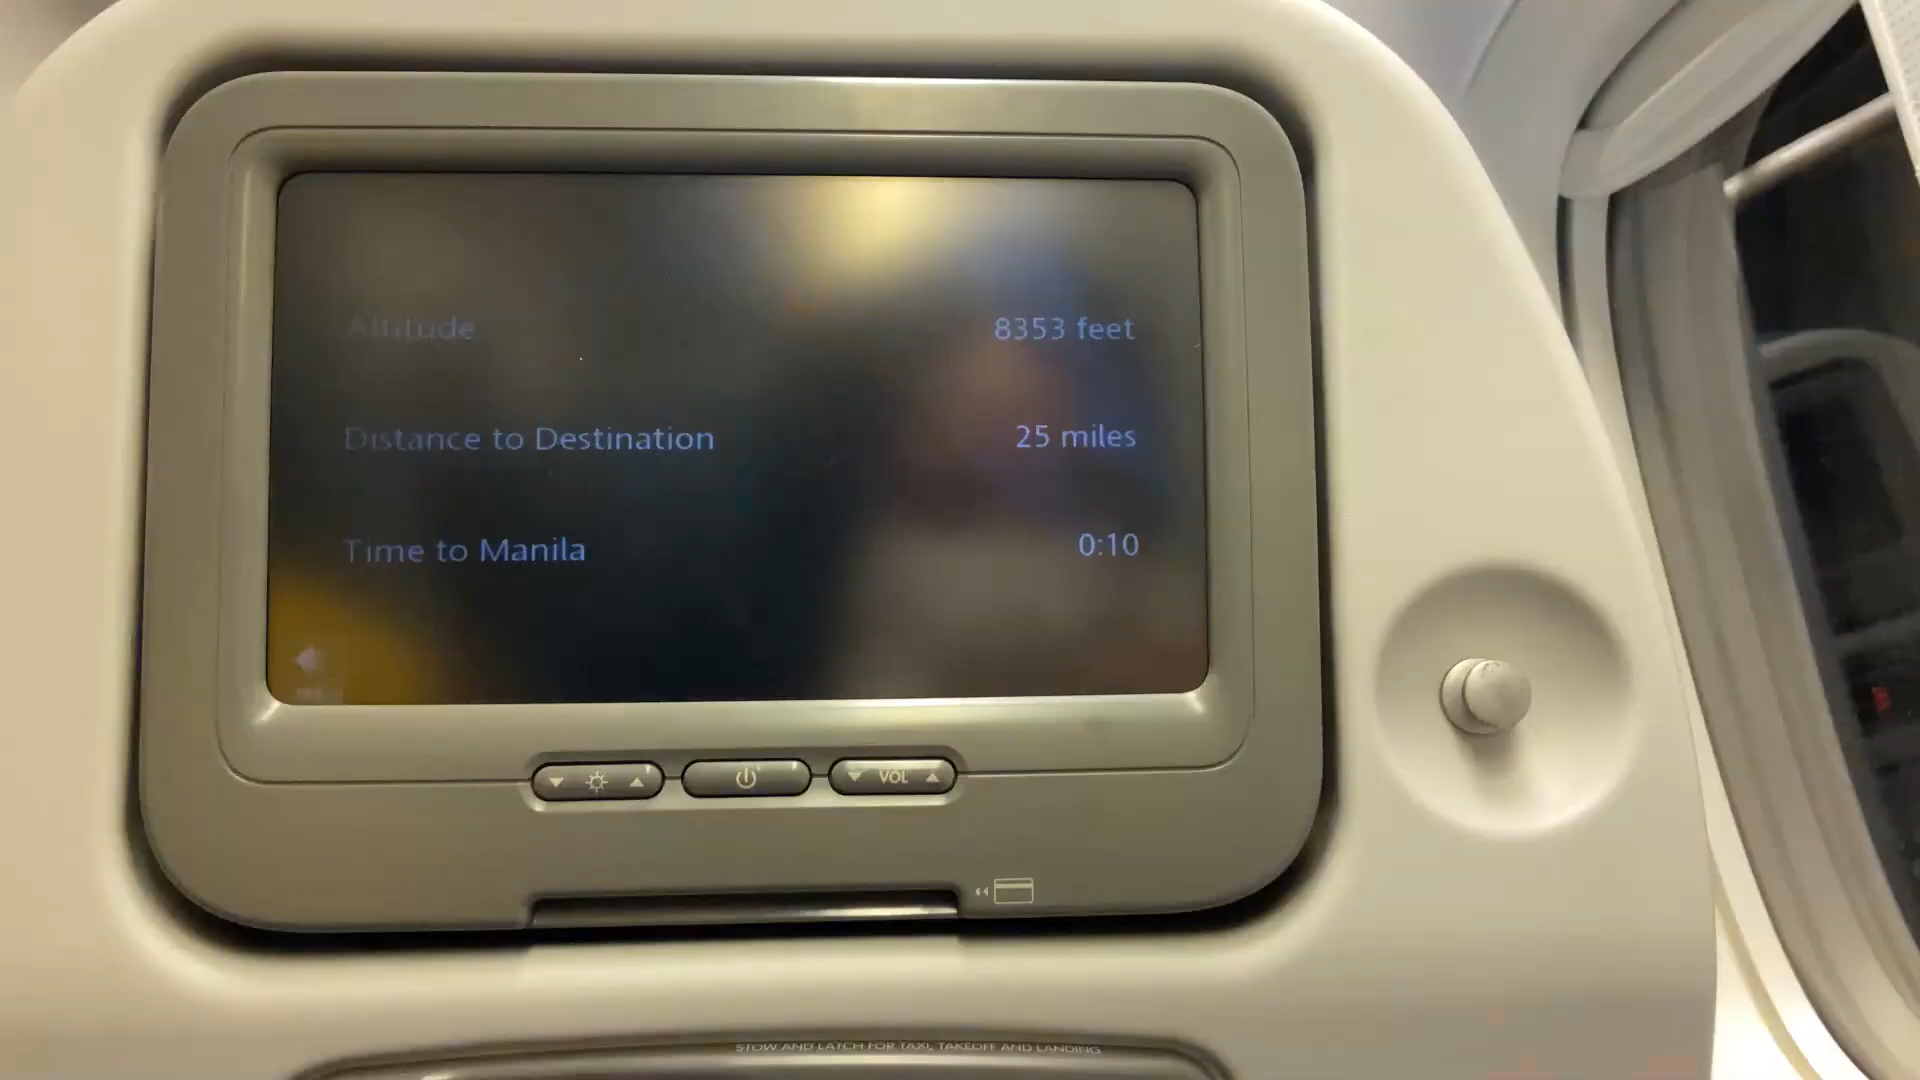 Altitude 8353 feet
Distance to Destination 25 miles
Time to Manila 0:10
VOL
STOW AND LATCH FOR TAXI, TAKEOFF AND LANDING